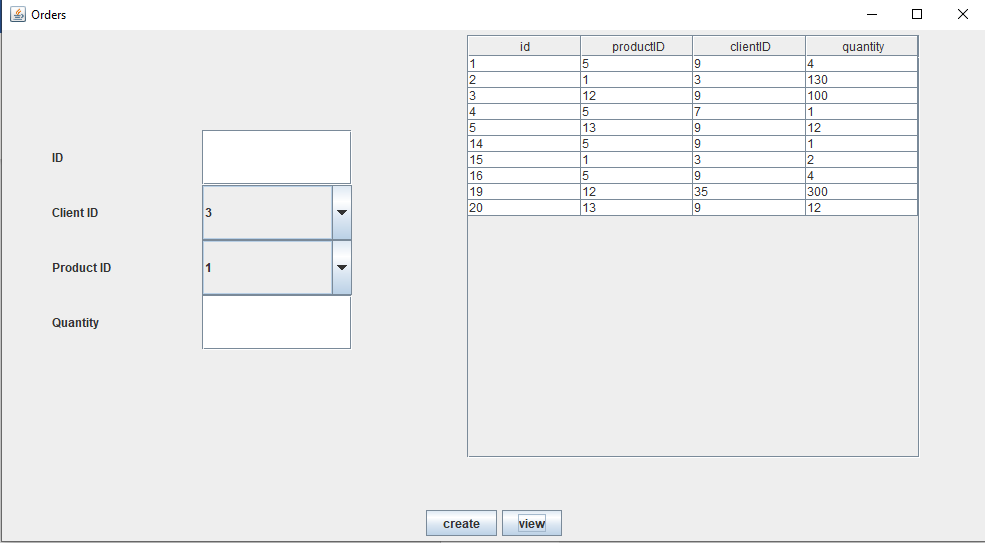 Orders
id productID clientID quantity
1 5 9 4
2 1 3 130
3 12 9 100
4 5 7 1
5 13 9 12
14 5 9 1
15 1 3 2
16 5 9 4
19 12 35 300
20 13 9 12
ID
Client ID 3
Product ID 1
Quantity
create view